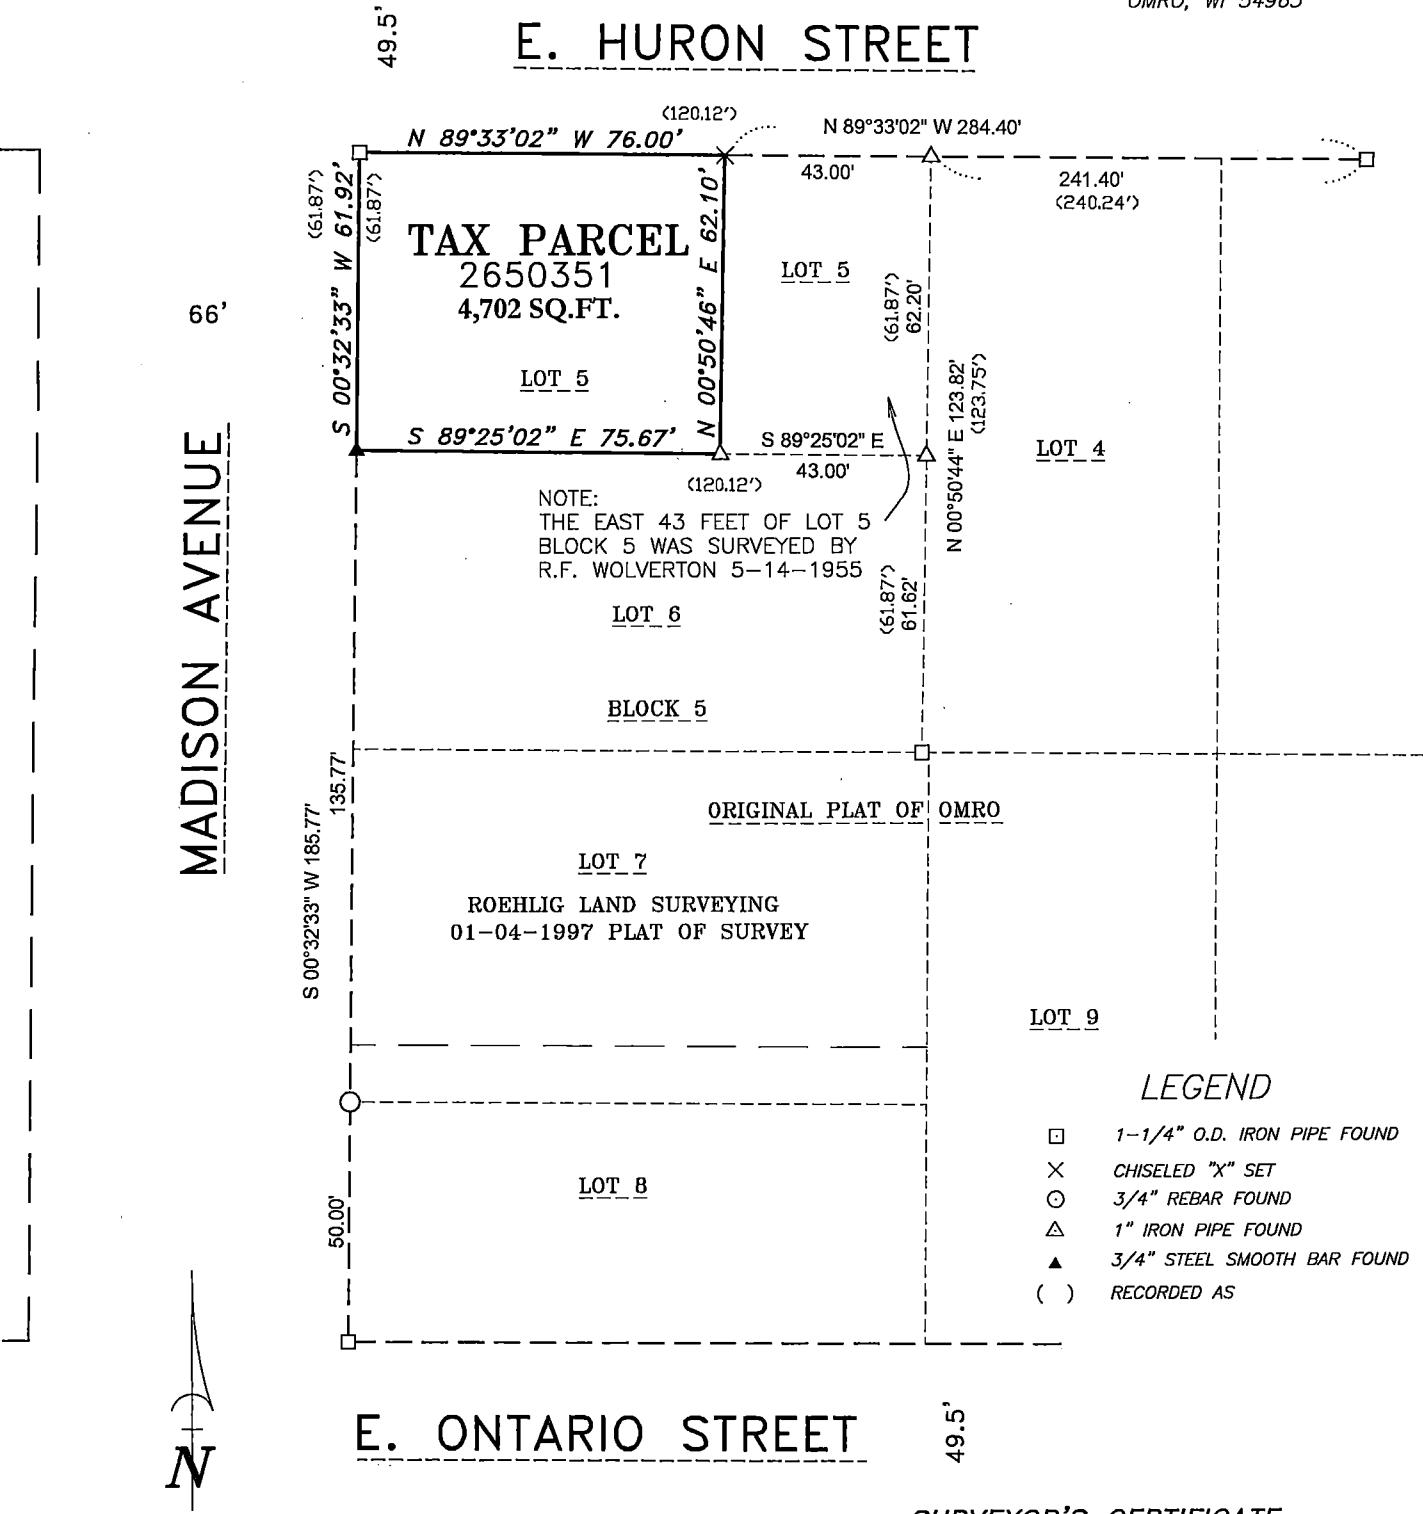 OMRO, WI 54963
49.5'
E. HURON STREET
(120.12')
N 89°33'02" W 284.40'
N 89°33'02" W 76.00'
43.00'
241.40'
(240.24')
(61.87')
S 00°32'33" W 61.92'
(61.87')
TAX PARCEL
2650351
4,702 SQ.FT.
LOT 5
N 00°50'46" E 62.10'
LOT 5
(61.87')
62.20'
66'
N 00°50'44" E 123.82'
(123.75')
LOT 4
S 89°25'02" E 75.67'
S 89°25'02" E
43.00'
(120.12')
NOTE:
THE EAST 43 FEET OF LOT 5
BLOCK 5 WAS SURVEYED BY
R.F. WOLVERTON 5-14-1955
(61.87')
61.62'
LOT 6
MADISON AVENUE
BLOCK 5
135.77'
S 00°32'33" W 185.77'
ORIGINAL PLAT OF OMRO
LOT 7
ROEHLIG LAND SURVEYING
01-04-1997 PLAT OF SURVEY
LOT 9
LEGEND
1-1/4" O.D. IRON PIPE FOUND
CHISELED "X" SET
3/4" REBAR FOUND
1" IRON PIPE FOUND
3/4" STEEL SMOOTH BAR FOUND
( ) RECORDED AS
LOT 8
50.00'
N
E. ONTARIO STREET
49.5'
SURVEYOR'S CERTIFICATE